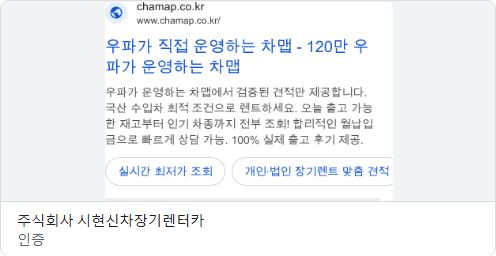 chamap.co.kr
www.chamap.co.kr/
우파가 직접 운영하는 차맵 - 120만 우
파가 운영하는 차맵
우파가 운영하는 차맵에서 검증된 견적만 제공합니다.
국산 수입차 최적 조건으로 렌트하세요. 오늘 출고 가능
한 재고부터 인기 차종까지 전부 조회! 합리적인 월납입
금으로 빠르게 상담 가능. 100% 실제 출고 후기 제공.
실시간 최저가 조회
개인·법인 장기렌트 맞춤 견적
주식회사 시현신차장기렌터카
인증